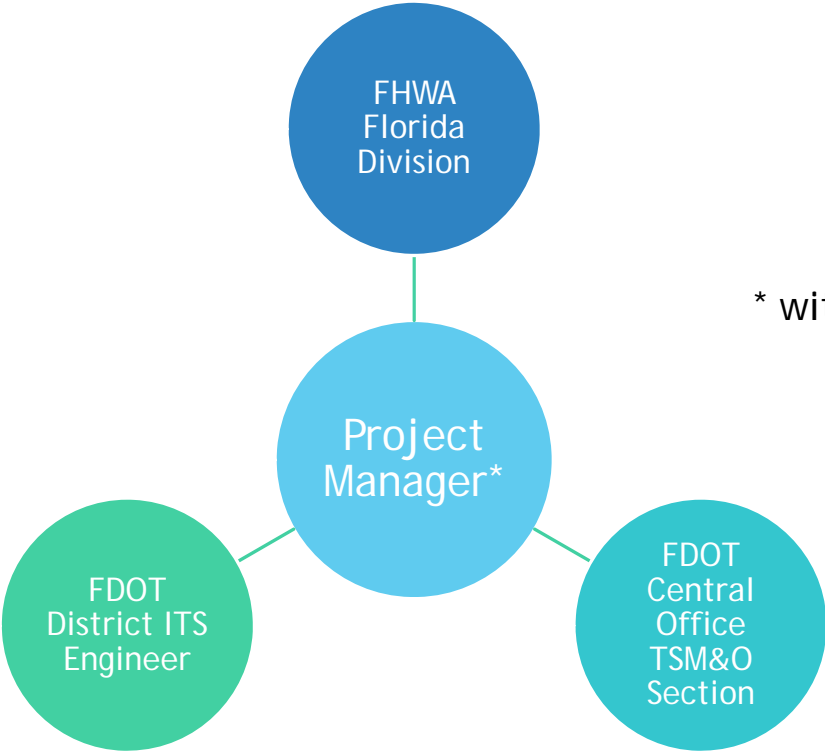 FHWA
Florida
Division
*
Project
Manager*
FDOT
District ITS
Engineer
FDOT
Central
Office
TSM&O
Section